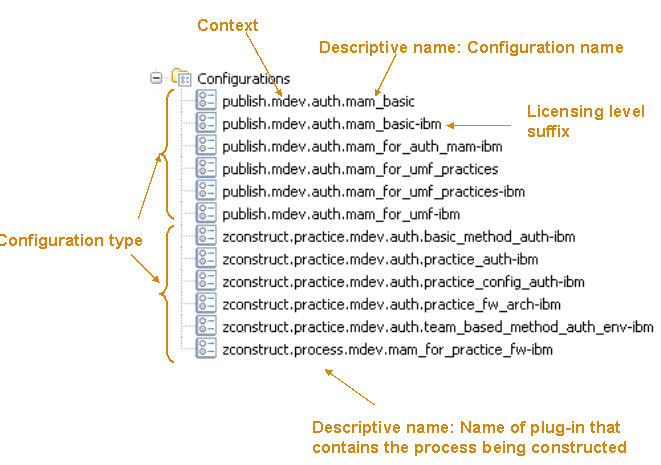 Context
Descriptive name: Configuration name
Configurations
publish.mdev.auth.mam_basic
publish.mdev.auth.mam_basic-ibm
Licensing level
suffix
publish.mdev.auth.mam_for_auth_mam-ibm
publish.mdev.auth.mam_for_umf_practices
publish.mdev.auth.mam_for_umf_practices-ibm
publish.mdev.auth.mam_for_umf-ibm
Configuration type
zconstruct.practice.mdev.auth.basic_method_auth-ibm
zconstruct.practice.mdev.auth.practice_auth-ibm
zconstruct.practice.mdev.auth.practice_config_auth-ibm
zconstruct.practice.mdev.auth.practice_fw_arch-ibm
zconstruct.practice.mdev.auth.team_based_method_auth_env-ibm
zconstruct.process.mdev.mam_for_practice_fw-ibm
Descriptive name: Name of plug-in that
contains the process being constructed